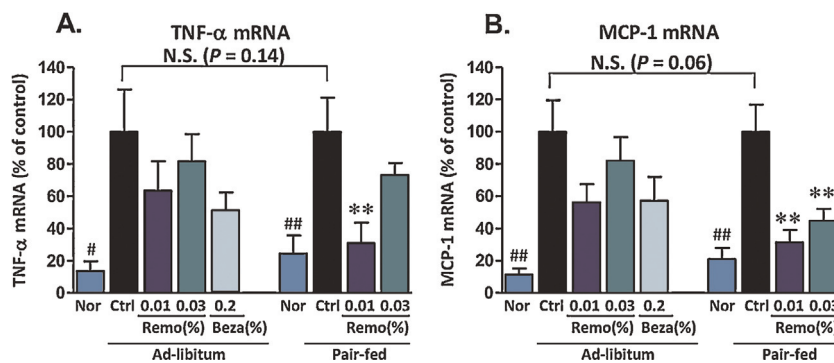 A.
TNF-α mRNA
N.S. (P = 0.14)
TNF-α mRNA (% of control)
140
120
100
80
60
40
20
0
#
##
**
Nor Ctrl 0.01 0.03 0.2 Nor Ctrl 0.01 0.03
Remo(%) Beza(%) Remo(%)
Ad-libitum Pair-fed
B.
MCP-1 mRNA
N.S. (P = 0.06)
MCP-1 mRNA (% of control)
140
120
100
80
60
40
20
0
##
##
**
**
Nor Ctrl 0.01 0.03 0.2 Nor Ctrl 0.01 0.03
Remo(%) Beza(%) Remo(%)
Ad-libitum Pair-fed